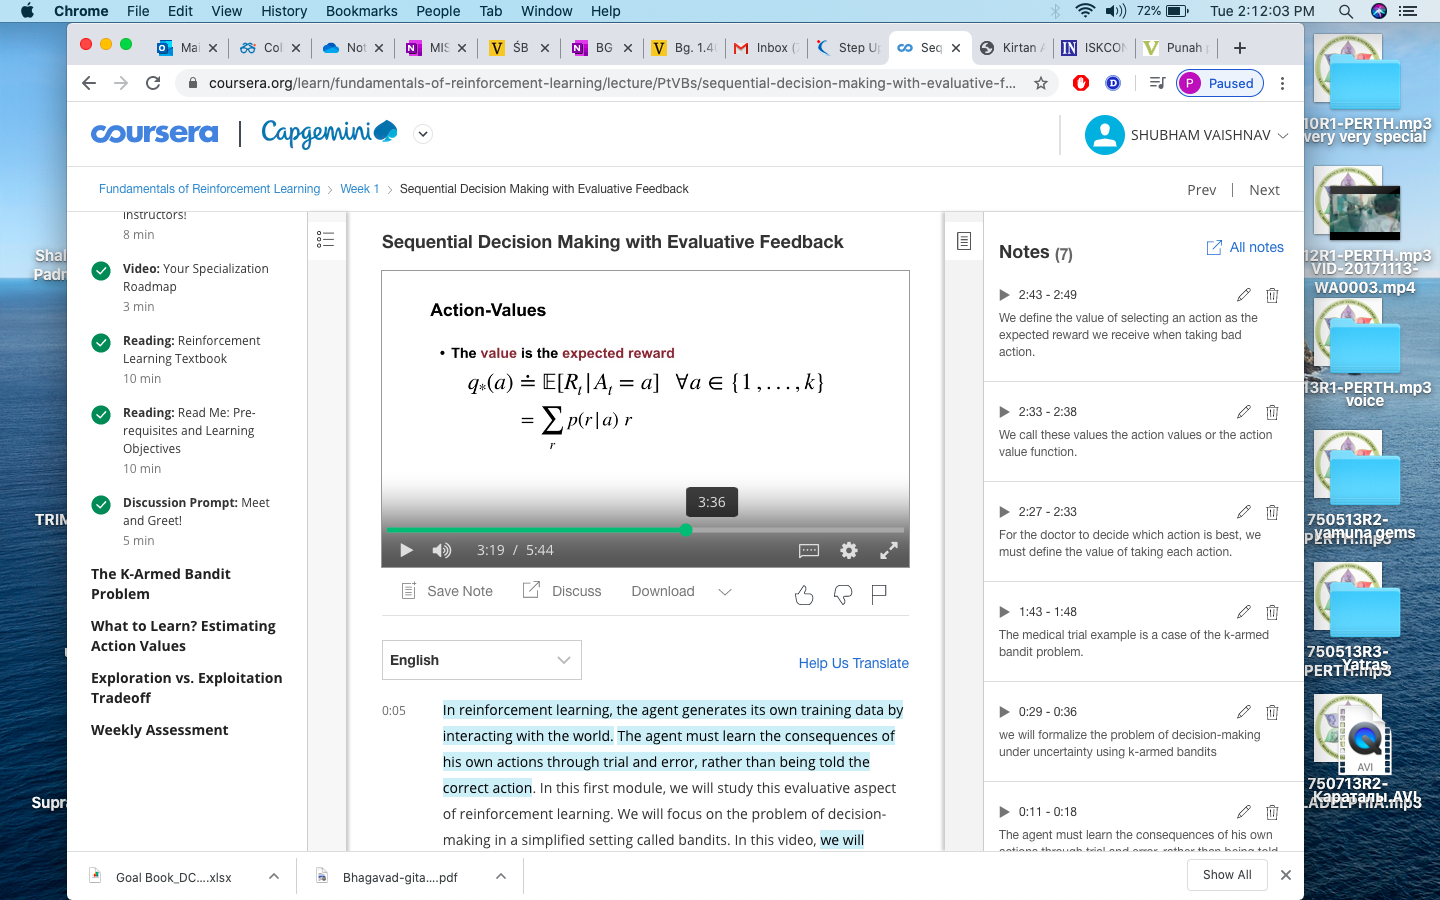 Chrome File Edit View History Bookmarks People Tab Window Help 72% Tue 2:12:03 PM
Mai Col Not MIS ŚB BG Bg. 1.4 Inbox ( Step U Seq Kirtan ISKCON Punah
coursera.org/learn/fundamentals-of-reinforcement-learning/lecture/PtVBs/sequential-decision-making-with-evaluative-f... P Paused
coursera | Capgemini SHUBHAM VAISHNAV
Fundamentals of Reinforcement Learning > Week 1 > Sequential Decision Making with Evaluative Feedback Prev | Next
instructors!
8 min
Video: Your Specialization
Roadmap
3 min
Reading: Reinforcement
Learning Textbook
10 min
Reading: Read Me: Pre-
requisites and Learning
Objectives
10 min
Discussion Prompt: Meet
and Greet!
5 min
The K-Armed Bandit
Problem
What to Learn? Estimating
Action Values
Exploration vs. Exploitation
Tradeoff
Weekly Assessment
Sequential Decision Making with Evaluative Feedback
Action-Values
• The value is the expected reward
q*(a) ≐ 𝔼[Rt|At = a] ∀a ∈ {1,...,k}
= ∑r p(r|a) r
3:36
3:19 / 5:44
Save Note Discuss Download
English
Help Us Translate
0:05
In reinforcement learning, the agent generates its own training data by
interacting with the world. The agent must learn the consequences of
his own actions through trial and error, rather than being told the
correct action. In this first module, we will study this evaluative aspect
of reinforcement learning. We will focus on the problem of decision-
making in a simplified setting called bandits. In this video, we will
Notes (7)
All notes
2:43 - 2:49
We define the value of selecting an action as the
expected reward we receive when taking bad
action.
2:33 - 2:38
We call these values the action values or the action
value function.
2:27 - 2:33
For the doctor to decide which action is best, we
must define the value of taking each action.
1:43 - 1:48
The medical trial example is a case of the k-armed
bandit problem.
0:29 - 0:36
we will formalize the problem of decision-making
under uncertainty using k-armed bandits
0:11 - 0:18
The agent must learn the consequences of his own
actions through trial and error, rather than being told
Goal Book_DC....xlsx
Bhagavad-gita....pdf
Show All
Shal
Padr
TRIM
Supra
10R1-PERTH.mp3
very very special
12R1-PERTH.mp3
VID-20171113-
WA0003.mp4
13R1-PERTH.mp3
voice
750513R2-
PERTH.mp3
yamuna gems
750513R3-
PERTH.mp3
Yatras
AVI
750713R2-
LADELPHIA.mp3
Караталы.AVI